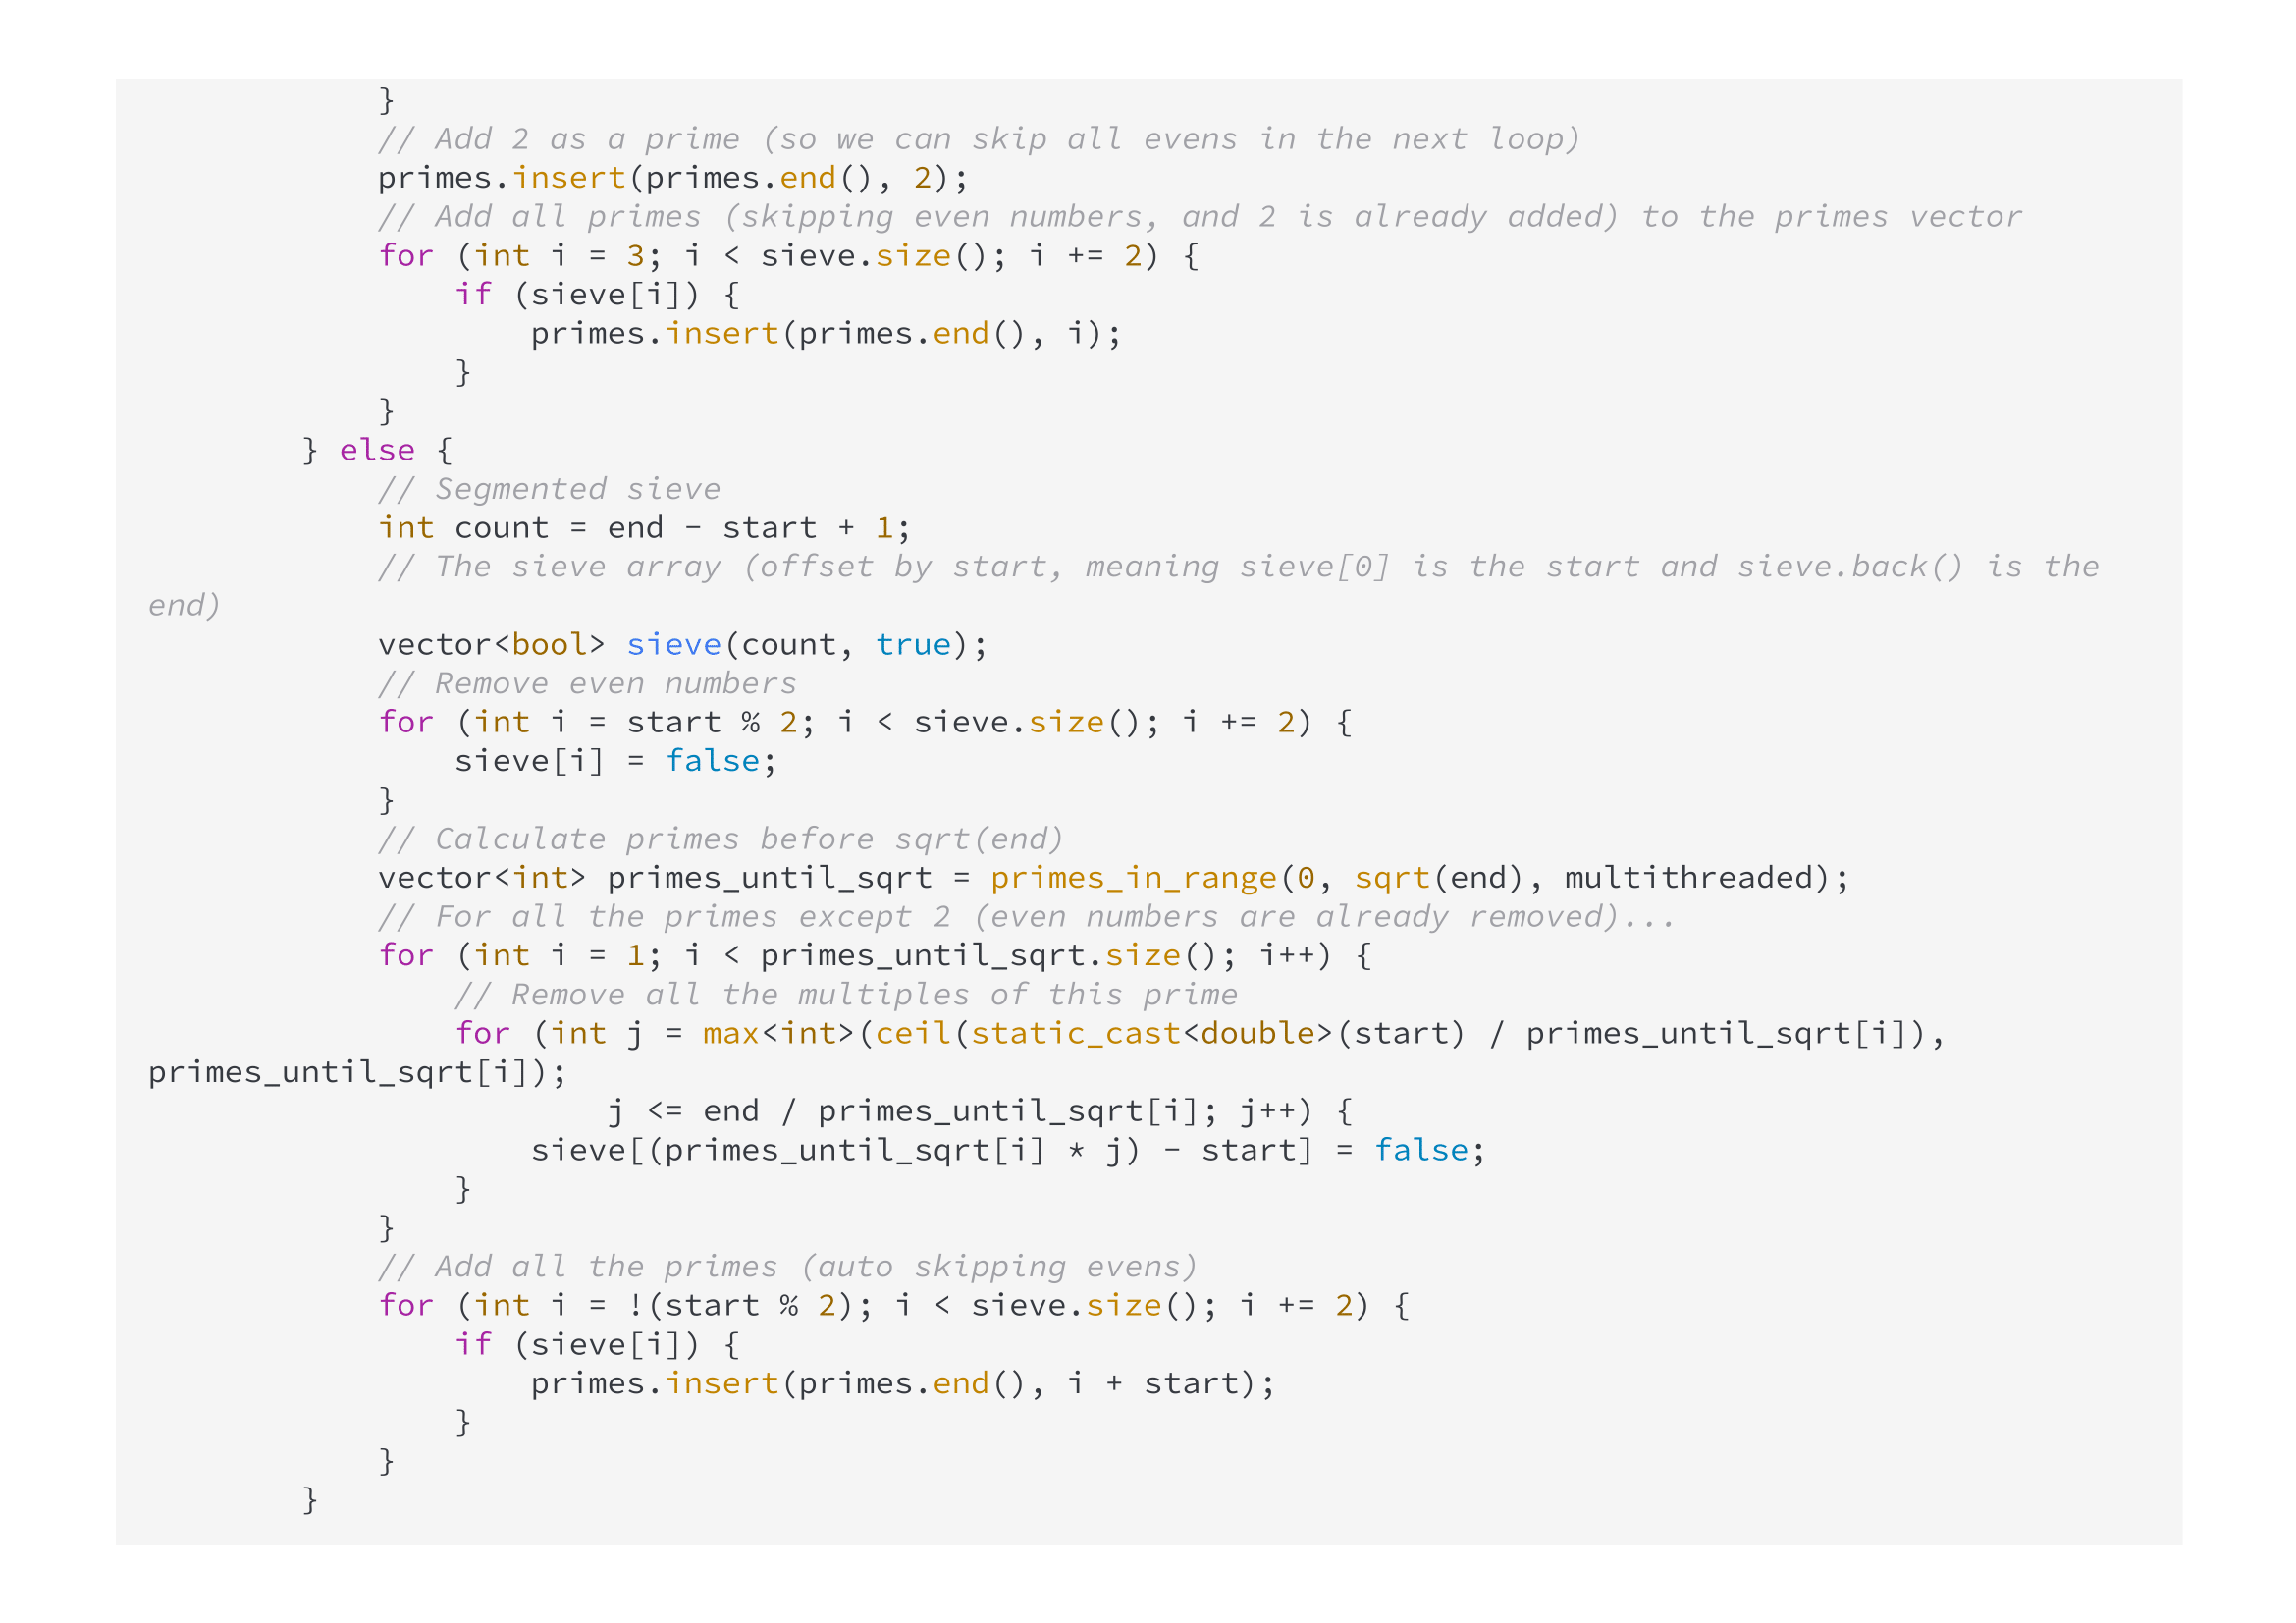 }
// Add 2 as a prime (so we can skip all evens in the next loop)
primes.insert(primes.end(), 2);
// Add all primes (skipping even numbers, and 2 is already added) to the primes vector
for (int i = 3; i < sieve.size(); i += 2) {
if (sieve[i]) {
primes.insert(primes.end(), i);
}
}
} else {
// Segmented sieve
int count = end - start + 1;
// The sieve array (offset by start, meaning sieve[0] is the start and sieve.back() is the
end)
vector<bool> sieve(count, true);
// Remove even numbers
for (int i = start % 2; i < sieve.size(); i += 2) {
sieve[i] = false;
}
// Calculate primes before sqrt(end)
vector<int> primes_until_sqrt = primes_in_range(0, sqrt(end), multithreaded);
// For all the primes except 2 (even numbers are already removed)...
for (int i = 1; i < primes_until_sqrt.size(); i++) {
// Remove all the multiples of this prime
for (int j = max<int>(ceil(static_cast<double>(start) / primes_until_sqrt[i]),
primes_until_sqrt[i]);
j <= end / primes_until_sqrt[i]; j++) {
sieve[(primes_until_sqrt[i] * j) - start] = false;
}
}
// Add all the primes (auto skipping evens)
for (int i = !(start % 2); i < sieve.size(); i += 2) {
if (sieve[i]) {
primes.insert(primes.end(), i + start);
}
}
}